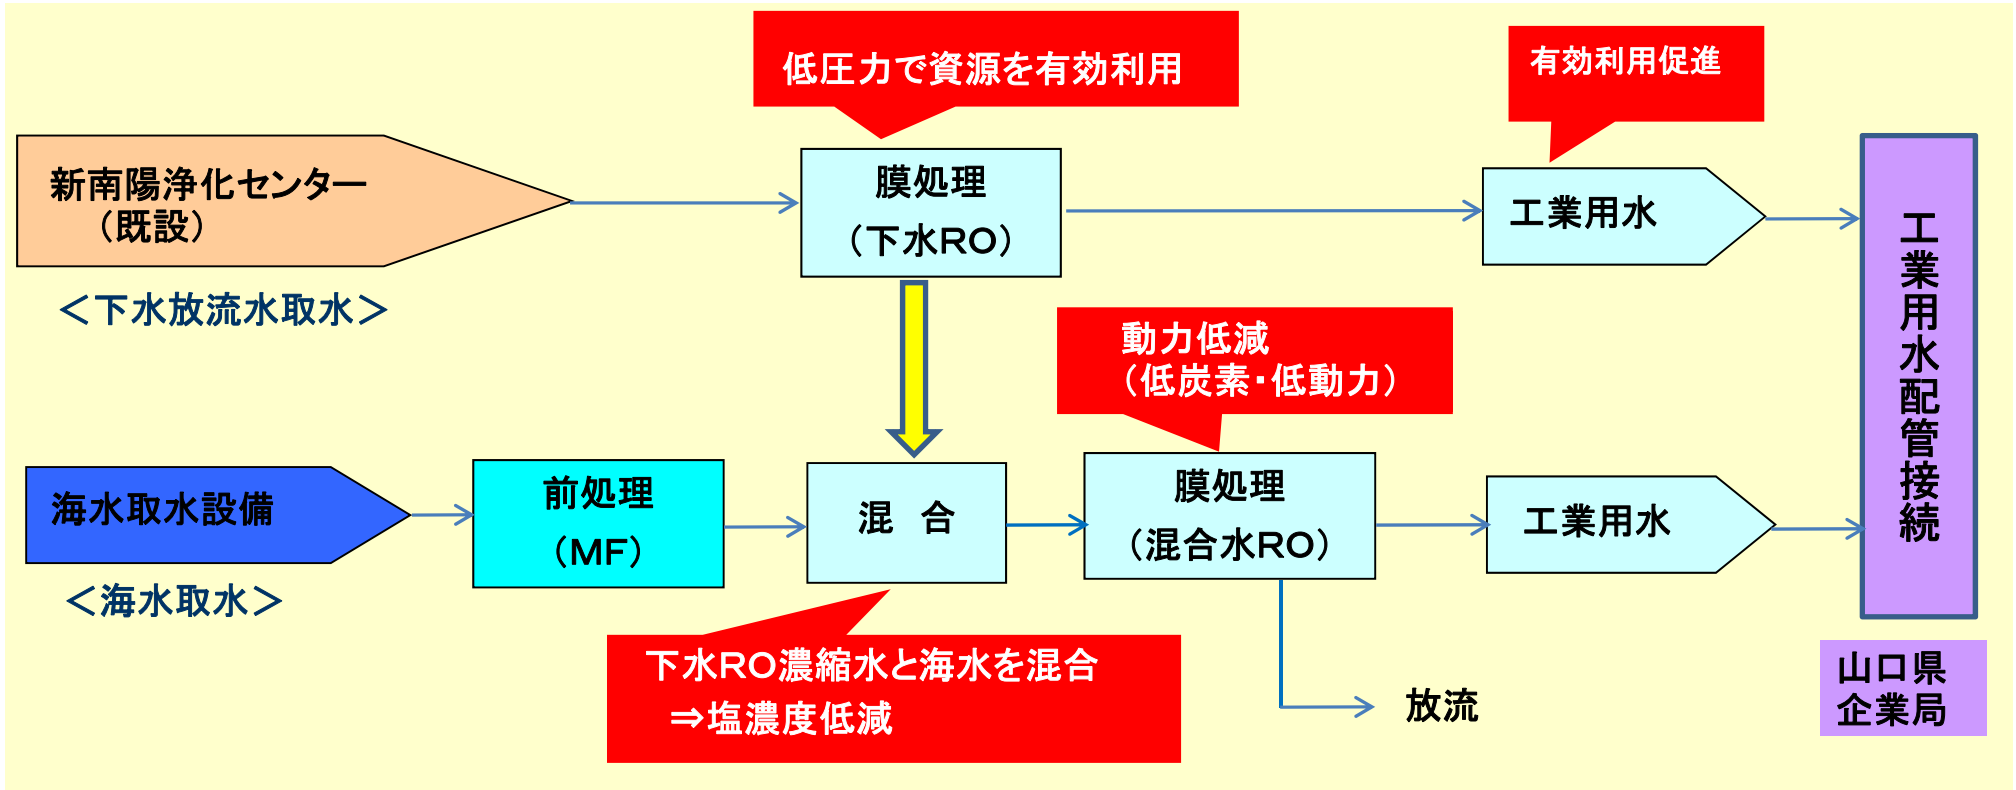 低圧力で資源を有効利用
有効利用促進
新南陽浄化センター
（既設）
膜処理
（下水ＲＯ）
工業用水
工業用水配管接続
＜下水放流水取水＞
動力低減
（低炭素・低動力）
海水取水設備
前処理
（ＭＦ）
混　合
膜処理
（混合水ＲＯ）
工業用水
＜海水取水＞
下水ＲＯ濃縮水と海水を混合
⇒塩濃度低減
放流
山口県
企業局